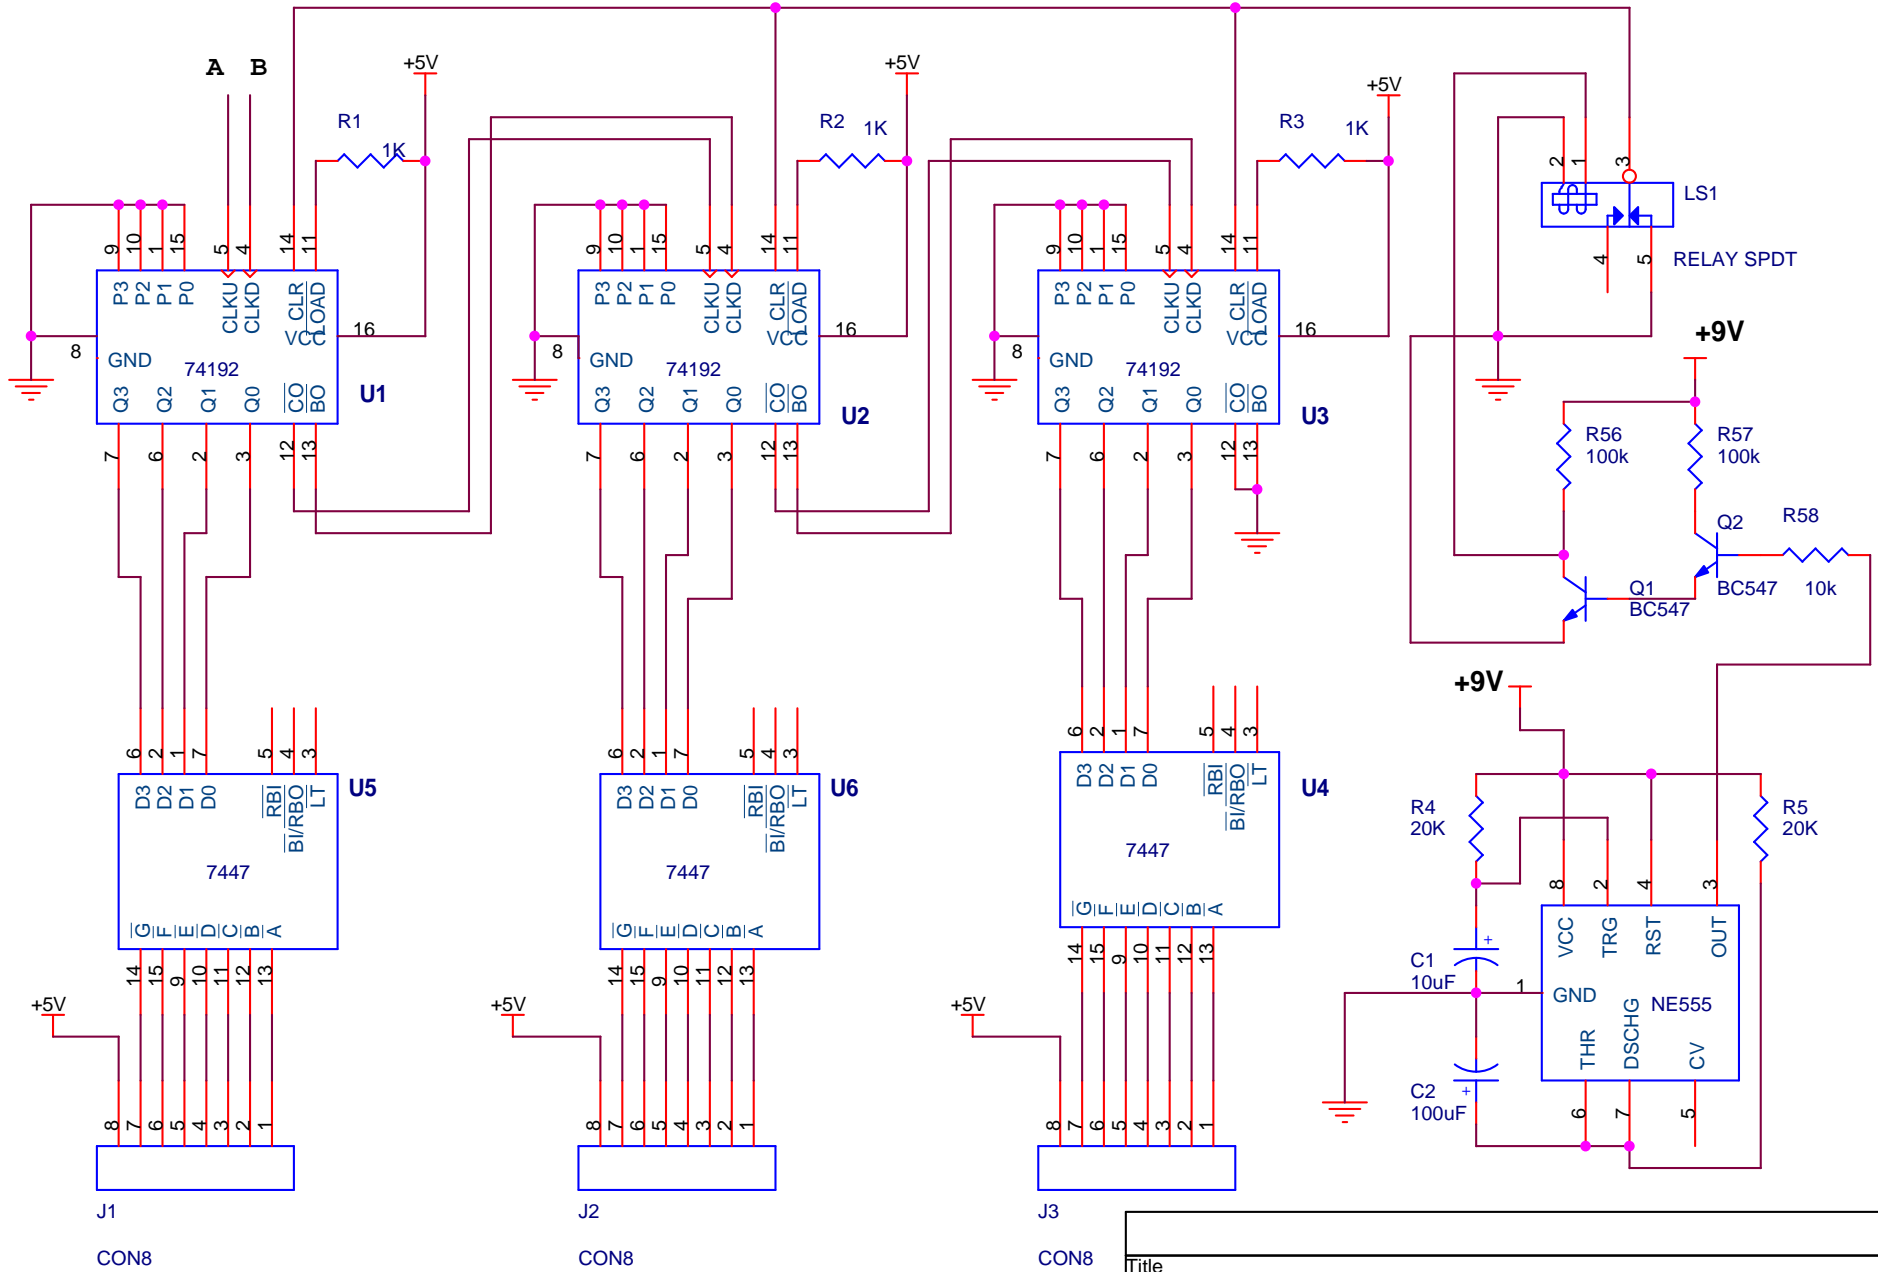 A B
+5V
+5V
+5V
R1
1K
R2
1K
R3
1K
2
1
3
LS1
4
5
RELAY SPDT
9
10
1
15
5
4
14
11
P3
P2
P1
P0
CLKU
CLKD
CLR
LOAD
VCC
16
8
GND
74192
Q3
Q2
Q1
Q0
CO
BO
U1
7
6
2
3
12
13
9
10
1
15
5
4
14
11
P3
P2
P1
P0
CLKU
CLKD
CLR
LOAD
VCC
16
8
GND
74192
Q3
Q2
Q1
Q0
CO
BO
U2
7
6
2
3
12
13
9
10
1
15
5
4
14
11
P3
P2
P1
P0
CLKU
CLKD
CLR
LOAD
VCC
16
8
GND
74192
Q3
Q2
Q1
Q0
CO
BO
U3
7
6
2
3
12
13
+9V
R56
100k
R57
100k
Q2
BC547
R58
10k
Q1
BC547
6
2
1
7
5
4
3
D3
D2
D1
D0
RBI
BI/RBO
LT
U5
7447
G
F
E
D
C
B
A
14
15
9
10
11
12
13
+5V
8
7
6
5
4
3
2
1
J1
CON8
6
2
1
7
5
4
3
D3
D2
D1
D0
RBI
BI/RBO
LT
U6
7447
G
F
E
D
C
B
A
14
15
9
10
11
12
13
+5V
8
7
6
5
4
3
2
1
J2
CON8
6
2
1
7
5
4
3
D3
D2
D1
D0
RBI
BI/RBO
LT
U4
7447
G
F
E
D
C
B
A
14
15
9
10
11
12
13
+5V
8
7
6
5
4
3
2
1
J3
CON8
+9V
R4
20K
R5
20K
8
2
4
3
VCC
TRG
RST
OUT
C1
10uF
+
1
GND
NE555
THR
DSCHG
CV
C2
100uF
+
6
7
5
Title